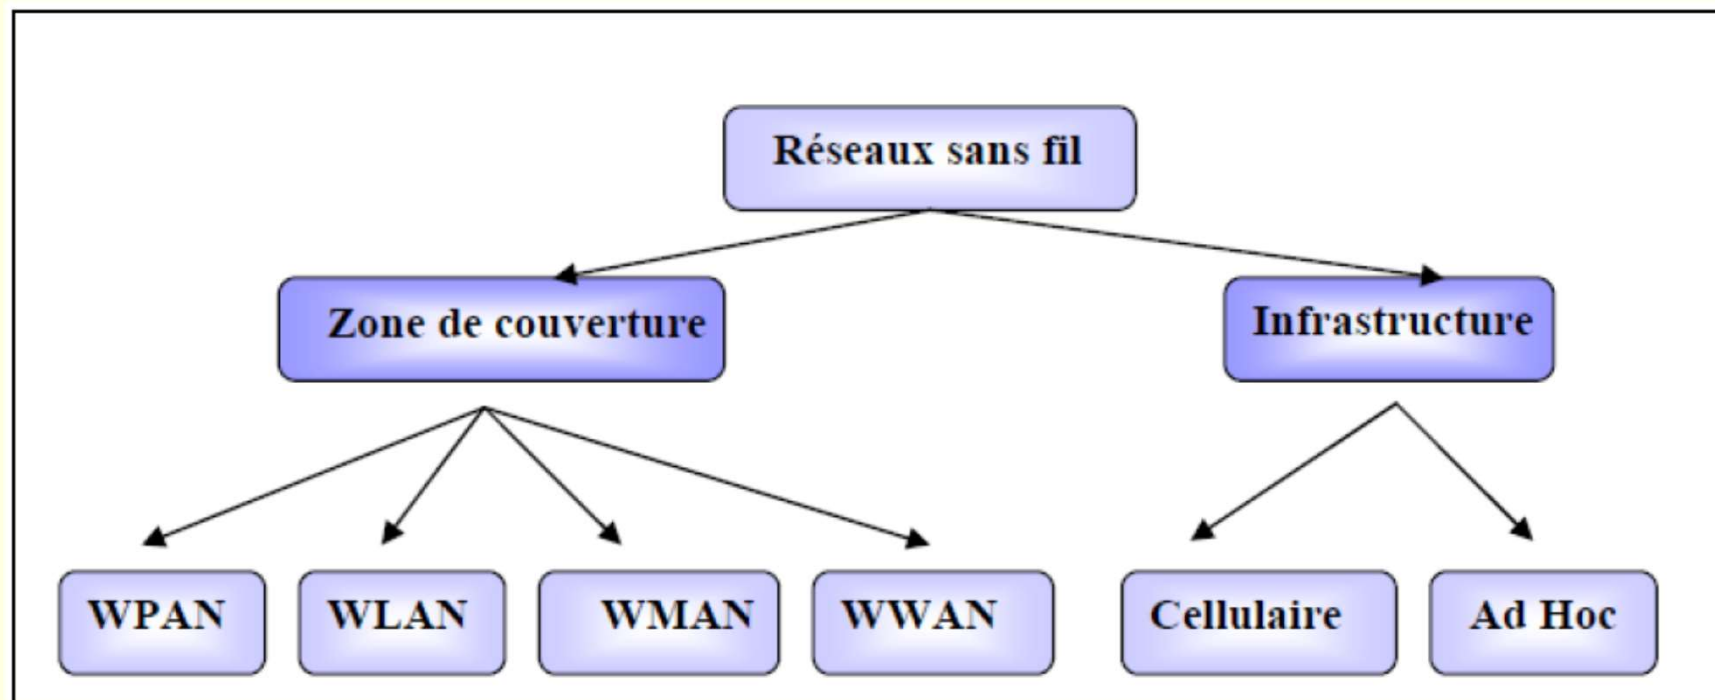 Réseaux sans fil
Zone de couverture
Infrastructure
WPAN
WLAN
WMAN
WWAN
Cellulaire
Ad Hoc